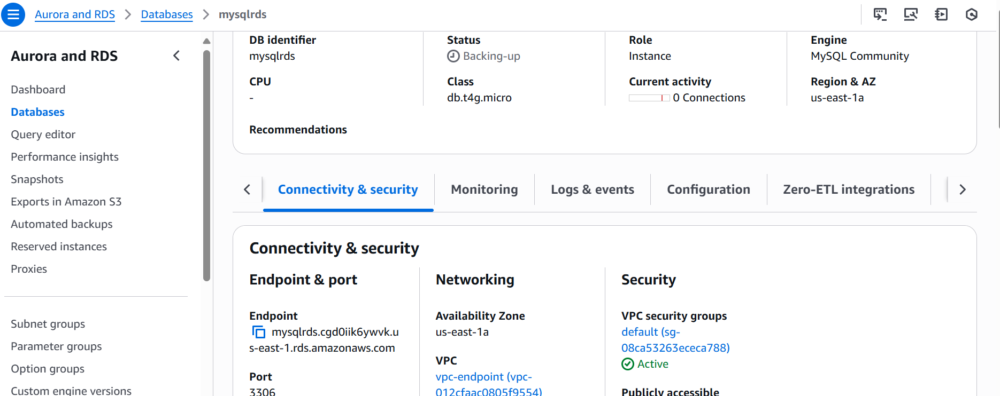 Aurora and RDS > Databases > mysqlrds
Aurora and RDS
Dashboard
Databases
Query editor
Performance insights
Snapshots
Exports in Amazon S3
Automated backups
Reserved instances
Proxies
Subnet groups
Parameter groups
Option groups
Custom engine versions
DB identifier
mysqlrds
Status
Backing-up
Role
Instance
Engine
MySQL Community
CPU
-
Class
db.t4g.micro
Current activity
0 Connections
Region & AZ
us-east-1a
Recommendations
Connectivity & security
Monitoring
Logs & events
Configuration
Zero-ETL integrations
Connectivity & security
Endpoint & port
Endpoint
mysqlrds.cgd0iik6ywvk.u
s-east-1.rds.amazonaws.com
Port
3306
Networking
Availability Zone
us-east-1a
VPC
vpc-endpoint (vpc-
012cfaac0805f9554)
Security
VPC security groups
default (sg-
08ca53263ececa788)
Active
Publicly accessible